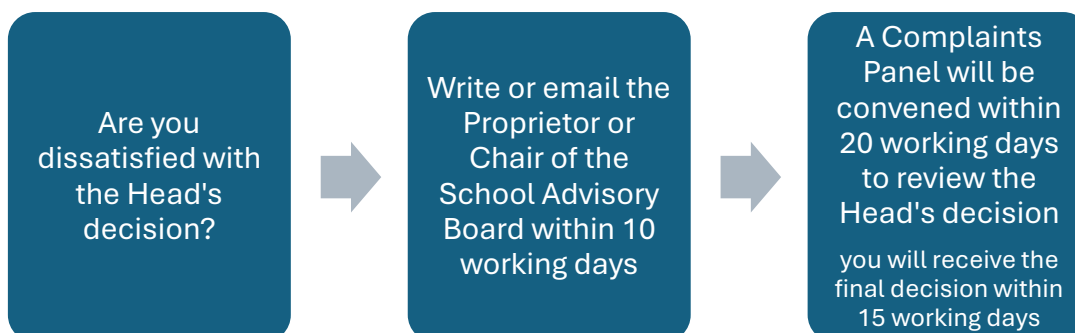 Are you
dissatisfied with
the Head's
decision?
Write or email the
Proprietor or
Chair of the
School Advisory
Board within 10
working days
A Complaints
Panel will be
convened within
20 working days
to review the
Head's decision
you will receive the
final decision within
15 working days